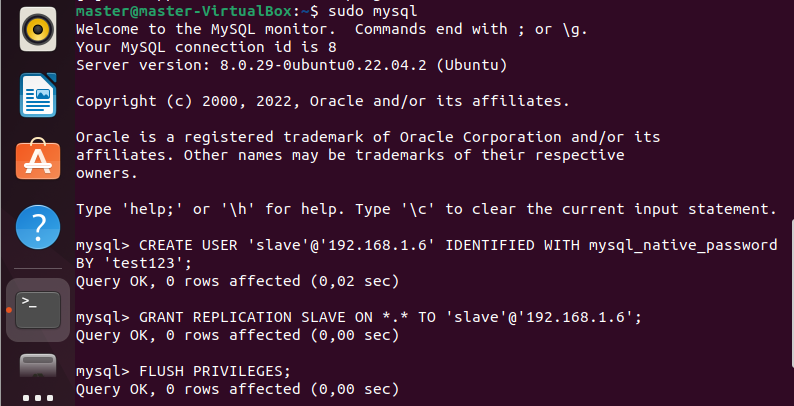 master@master-VirtualBox:~$ sudo mysql
Welcome to the MySQL monitor.  Commands end with ; or \g.
Your MySQL connection id is 8
Server version: 8.0.29-0ubuntu0.22.04.2 (Ubuntu)

Copyright (c) 2000, 2022, Oracle and/or its affiliates.

Oracle is a registered trademark of Oracle Corporation and/or its
affiliates. Other names may be trademarks of their respective
owners.

Type 'help;' or '\h' for help. Type '\c' to clear the current input statement.

mysql> CREATE USER 'slave'@'192.168.1.6' IDENTIFIED WITH mysql_native_password
BY 'test123';
Query OK, 0 rows affected (0,02 sec)

mysql> GRANT REPLICATION SLAVE ON *.* TO 'slave'@'192.168.1.6';
Query OK, 0 rows affected (0,00 sec)

mysql> FLUSH PRIVILEGES;
Query OK, 0 rows affected (0,00 sec)